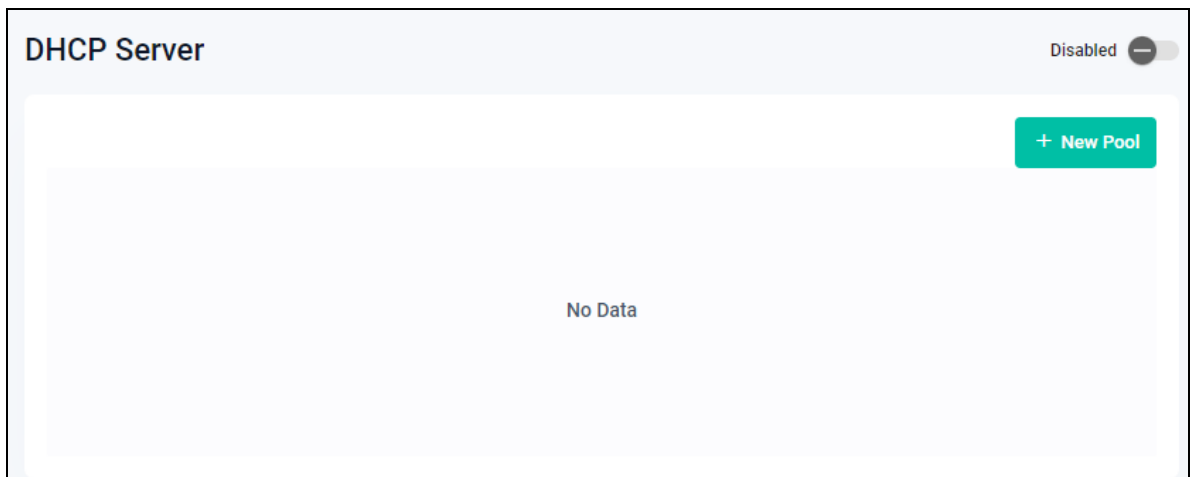 DHCP Server
Disabled
+ New Pool
No Data